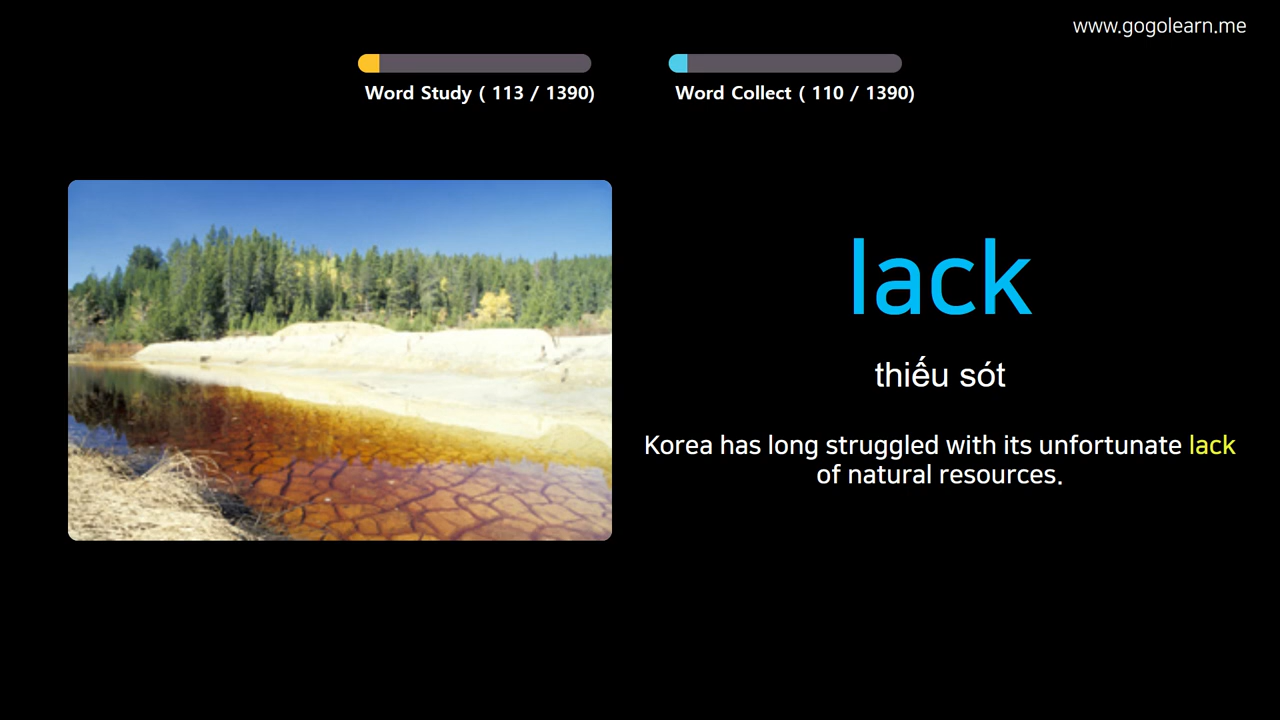 www.gogolearn.me
Word Study ( 113 / 1390)
Word Collect ( 110 / 1390)
lack
thiếu sót
Korea has long struggled with its unfortunate lack
of natural resources.